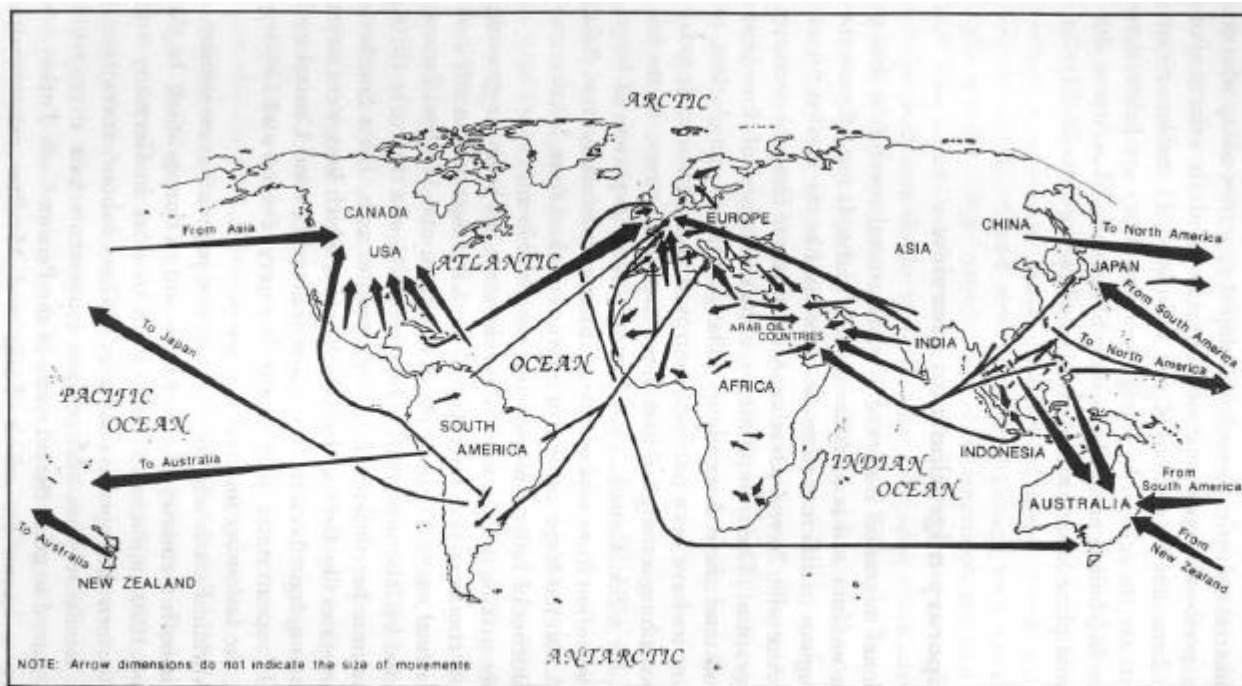 ARCTIC
CANADA
USA
From Asia
ATLANTIC
OCEAN
EUROPE
ASIA
CHINA
To North America
JAPAN
From South America
To North America
ARAB OIL
COUNTRIES
INDIA
AFRICA
To Japan
PACIFIC
OCEAN
SOUTH
AMERICA
To Australia
INDONESIA
INDIAN
OCEAN
From
South America
AUSTRALIA
From
New Zealand
To Australia
NEW ZEALAND
ANTARCTIC
NOTE: Arrow dimensions do not indicate the size of movements